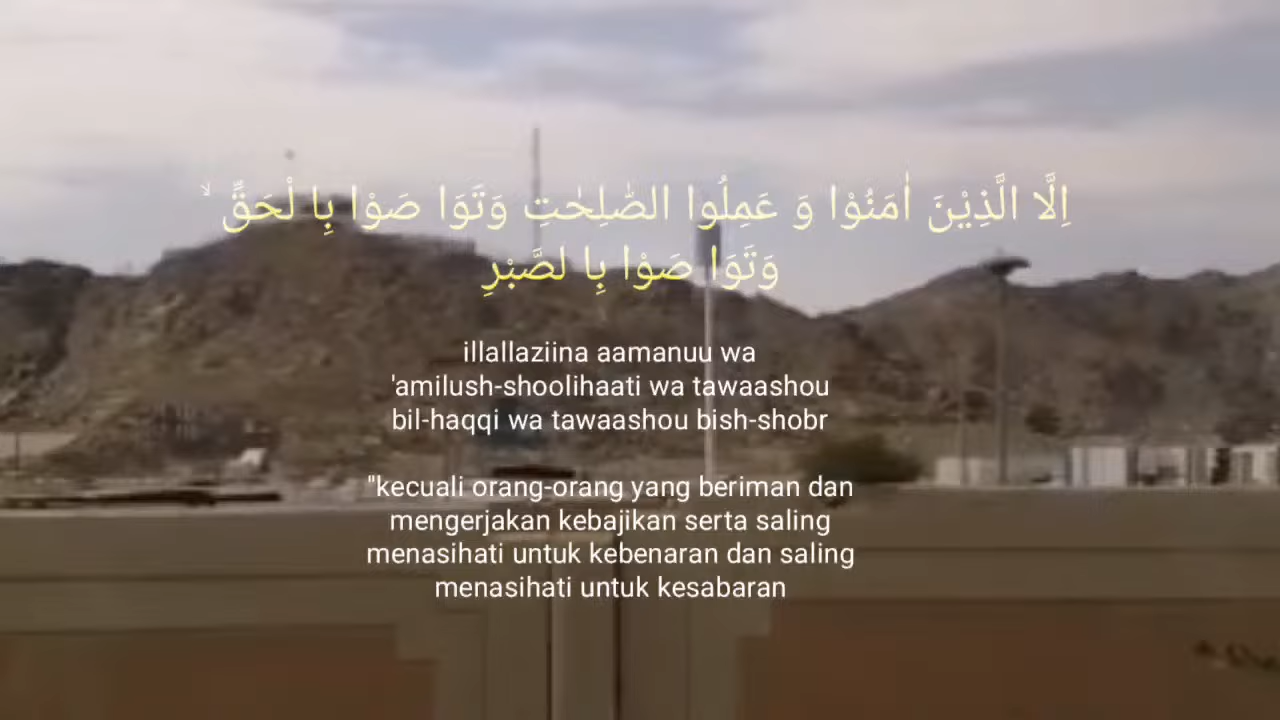 اِلَّا الَّذِيْنَ اٰمَنُوْا وَ عَمِلُوا الصّٰلِحٰتِ وَتَوَا صَوْا بِا لْحَقِّ ۙ
وَتَوَا صَوْا بِا لصَّبْرِ
illallaziina aamanuu wa
'amilush-shoolihaati wa tawaashou
bil-haqqi wa tawaashou bish-shobr
"kecuali orang-orang yang beriman dan
mengerjakan kebajikan serta saling
menasihati untuk kebenaran dan saling
menasihati untuk kesabaran